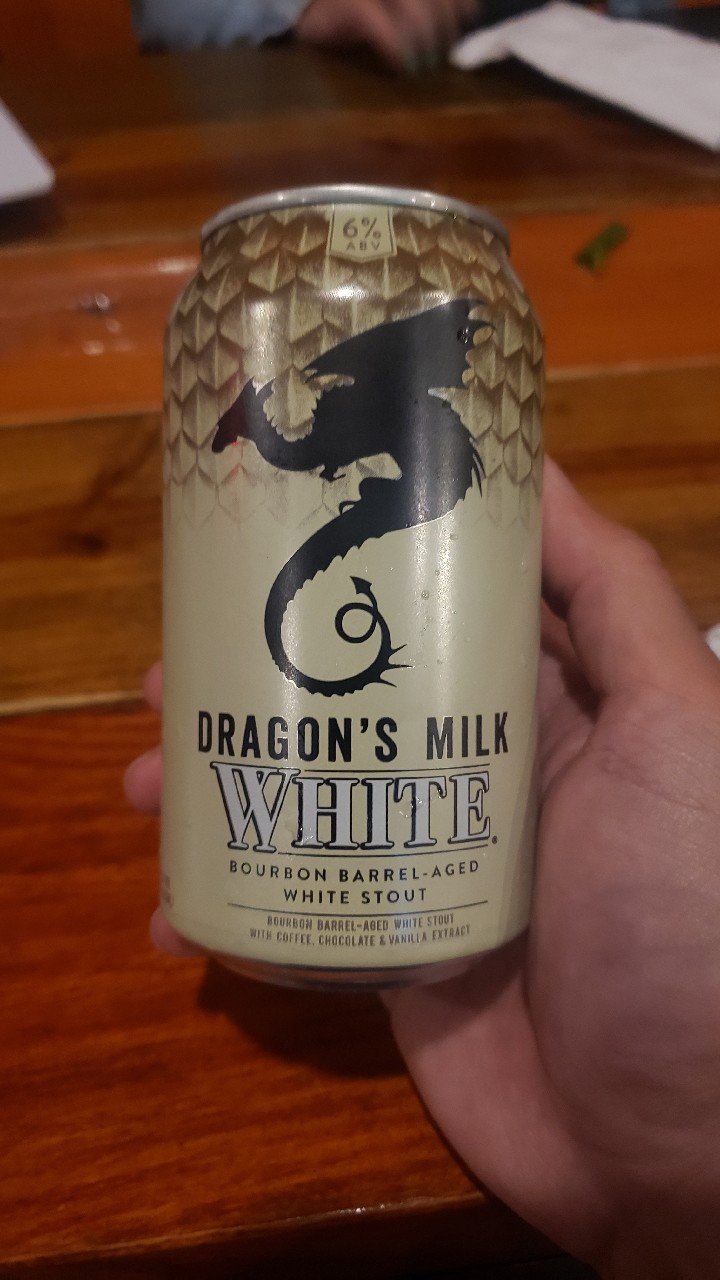 6%
ABV
DRAGON'S MILK
WHITE
BOURBON BARREL-AGED
WHITE STOUT
BOURBON BARREL-AGED WHITE STOUT
WITH COFFEE, CHOCOLATE & VANILLA EXTRACT